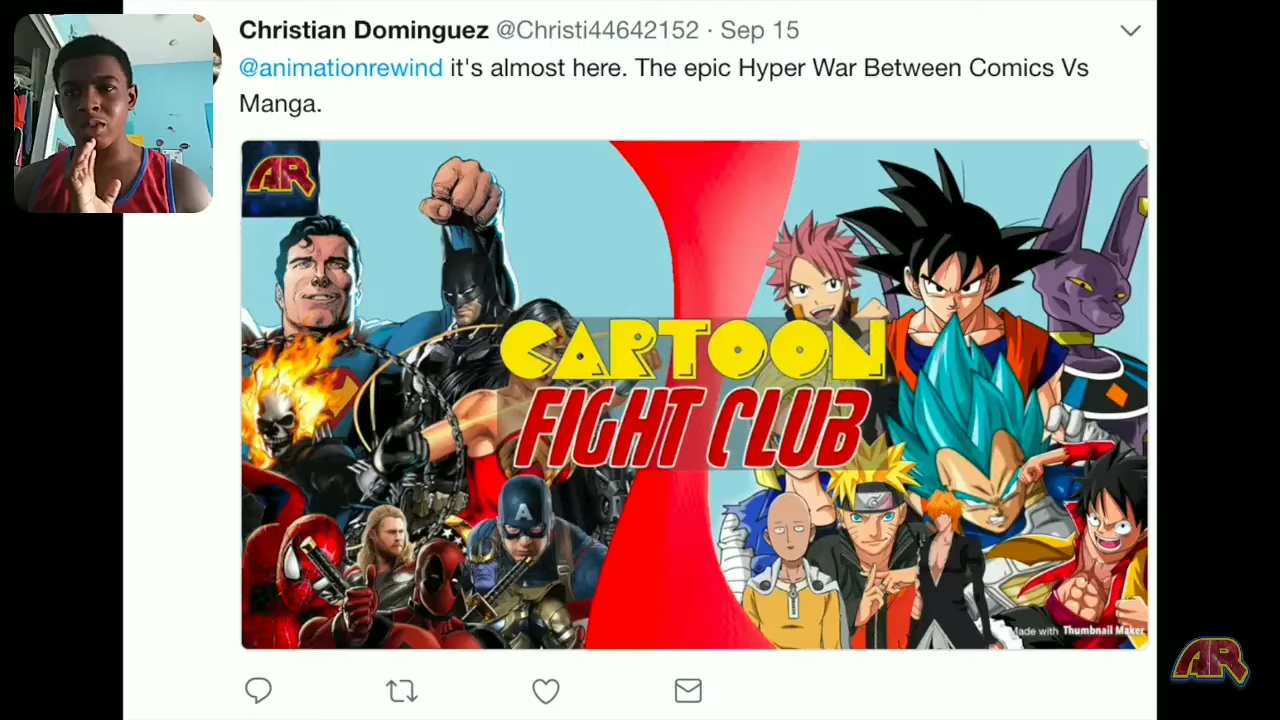 Christian Dominguez @Christi44642152 · Sep 15
@animationrewind it's almost here. The epic Hyper War Between Comics Vs
Manga.
AR
CARTOON
FIGHT CLUB
A
Made with Thumbnail Maker
AR